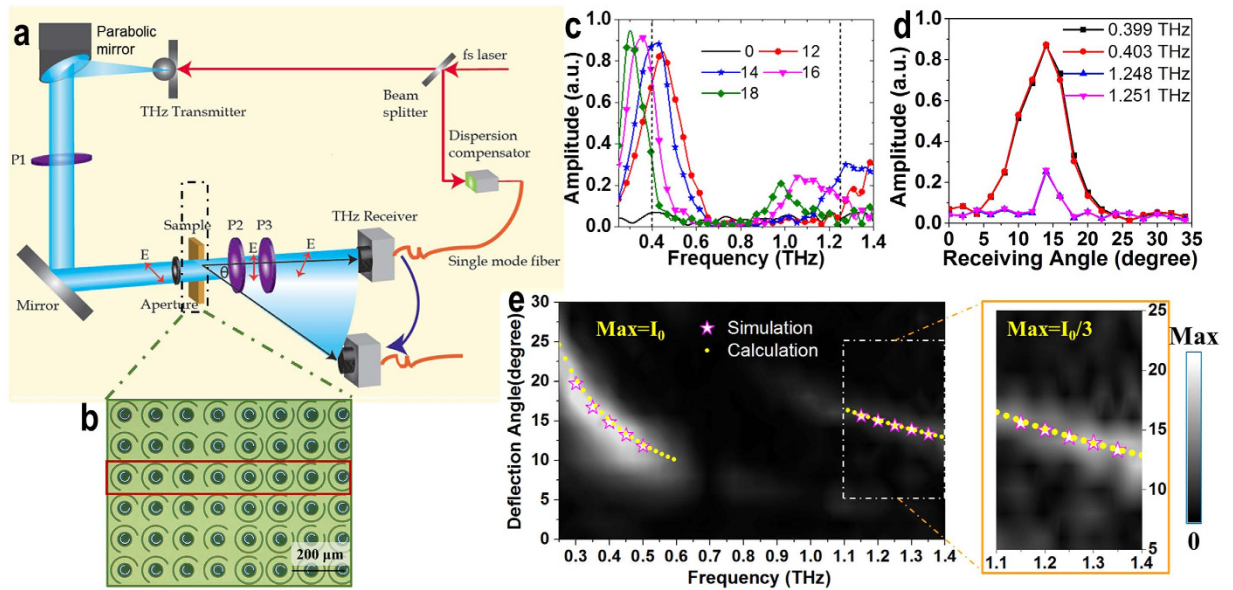 a
Parabolic
mirror
THz Transmitter
fs laser
Beam
splitter
Dispersion
compensator
P1
Sample
P2 P3
THz Receiver
E
E
E
θ
Single mode fiber
Mirror
Aperture
b
200 μm
c
Amplitude (a.u.)
1.0
0.8
0.6
0.4
0.2
0.0
0 12
14 16
18
0.4 0.6 0.8 1.0 1.2 1.4
Frequency (THz)
d
Amplitude (a.u.)
1.0
0.8
0.6
0.4
0.2
0.0
0.399 THz
0.403 THz
1.248 THz
1.251 THz
0 5 10 15 20 25 30 35
Receiving Angle (degree)
e
Deflection Angle(degree)
30
25
20
15
10
5
0
Max=I0
Simulation
Calculation
0.3 0.4 0.5 0.6 0.7 0.8 0.9 1.0 1.1 1.2 1.3 1.4
Frequency (THz)
Max=I0/3
25
20
15
10
5
1.1 1.2 1.3 1.4
Max
0